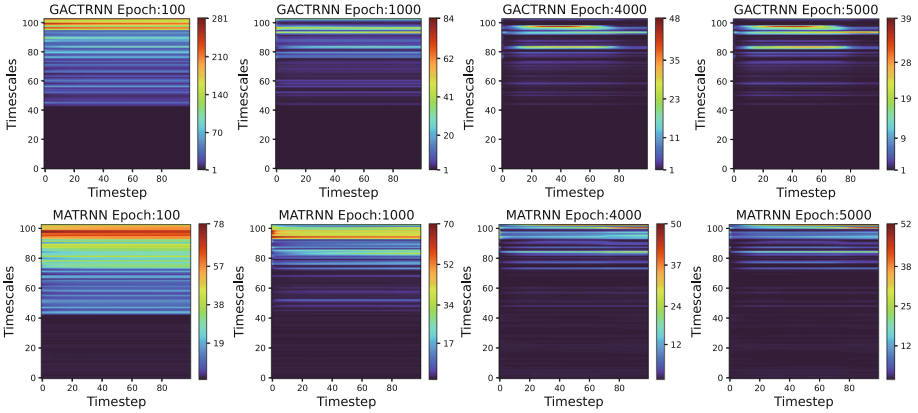 GACTRNN Epoch:100
GACTRNN Epoch:1000
GACTRNN Epoch:4000
GACTRNN Epoch:5000
Timescales
100
80
60
40
20
0
0 20 40 60 80
Timestep
281
210
140
70
1
Timescales
100
80
60
40
20
0
0 20 40 60 80
Timestep
84
61
41
20
1
Timescales
100
80
60
40
20
0
0 20 40 60 80
Timestep
48
35
23
11
1
Timescales
100
80
60
40
20
0
0 20 40 60 80
Timestep
39
28
19
9
1
MATRNN Epoch:100
MATRNN Epoch:1000
MATRNN Epoch:4000
MATRNN Epoch:5000
Timescales
100
80
60
40
20
0
0 20 40 60 80
Timestep
78
58
38
19
Timescales
100
80
60
40
20
0
0 20 40 60 80
Timestep
70
52
34
17
Timescales
100
80
60
40
20
0
0 20 40 60 80
Timestep
50
37
24
12
Timescales
100
80
60
40
20
0
0 20 40 60 80
Timestep
52
38
25
12